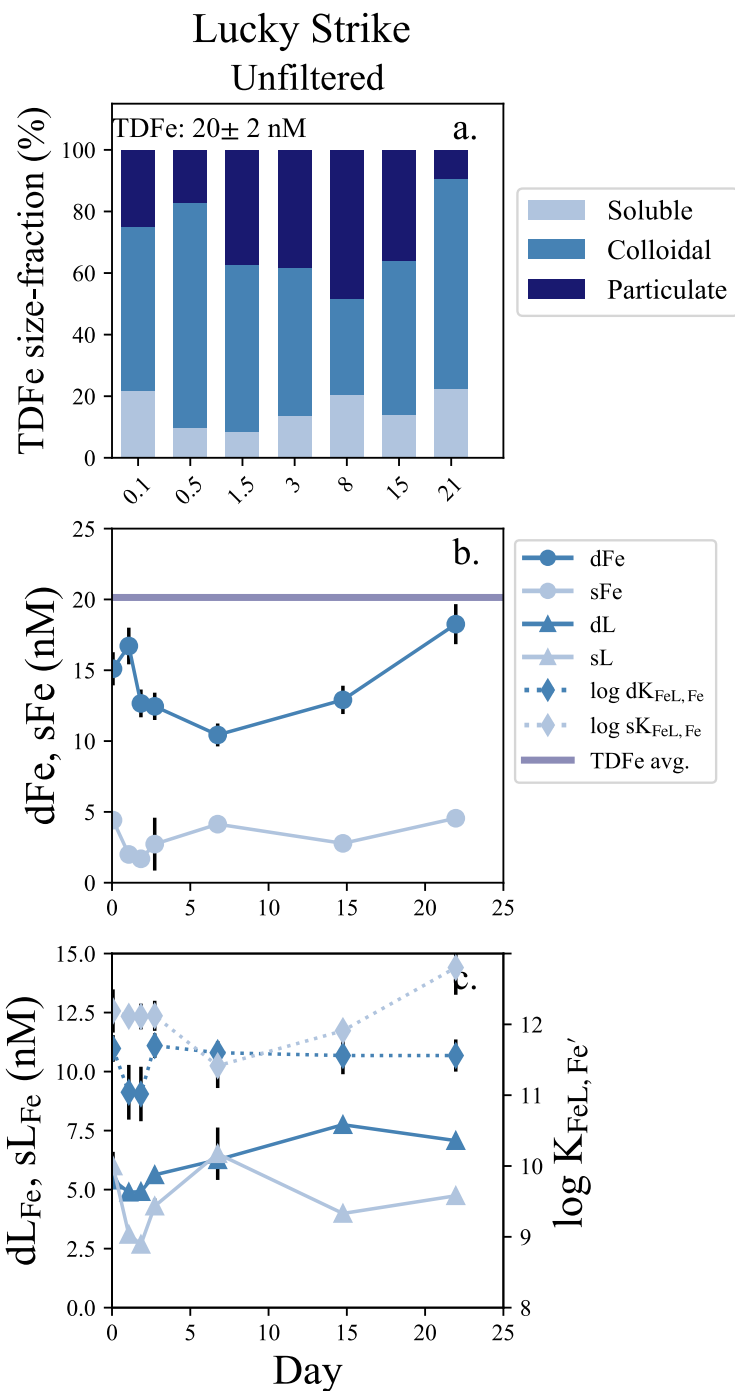 Lucky Strike
Unfiltered
TDFe: 20± 2 nM
a.
TDFe size-fraction (%)
100
80
60
40
20
0
0.1 0.5 1.5 3 8 15 21
Soluble
Colloidal
Particulate
b.
dFe, sFe (nM)
25
20
15
10
5
0
0 5 10 15 20 25
dFe
sFe
dL
sL
log dK_FeL, Fe
log sK_FeL, Fe
TDFe avg.
c.
dL_Fe, sL_Fe (nM)
15.0
12.5
10.0
7.5
5.0
2.5
0.0
12
11
10
9
8
log K_FeL, Fe′
0 5 10 15 20 25
Day